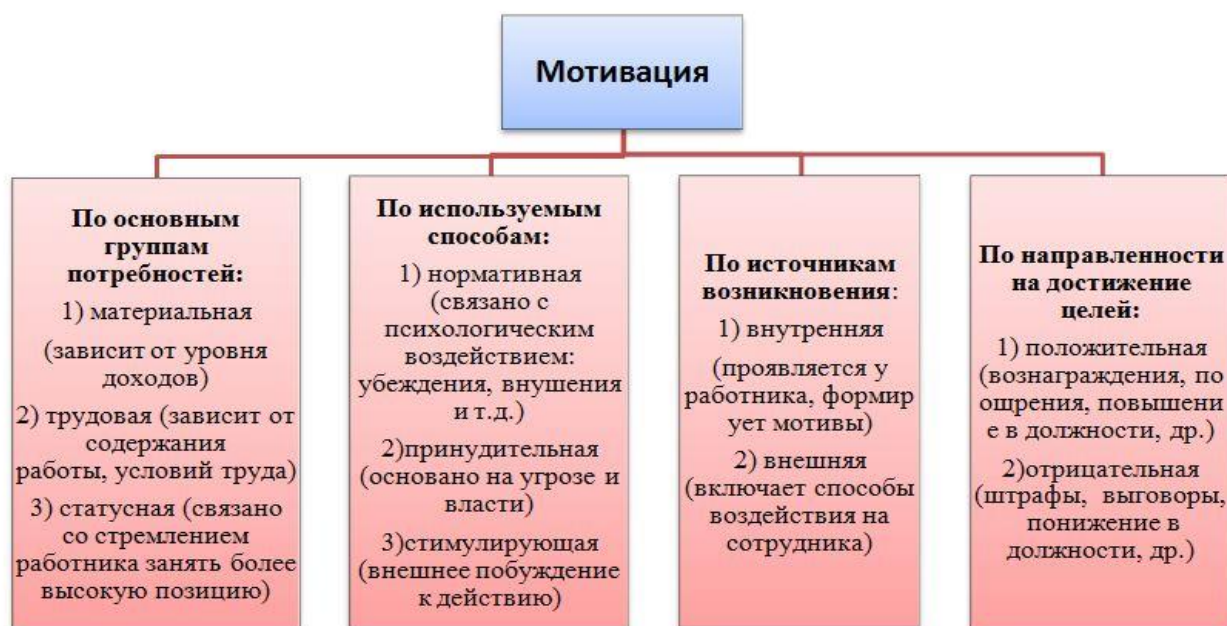 Мотивация
По основным
группам
потребностей:
1) материальная
(зависит от уровня
доходов)
2) трудовая (зависит от
содержания
работы, условий труда)
3) статусная (связано
со стремлением
работника занять более
высокую позицию)
По используемым
способам:
1) нормативная
(связано с
психологическим
воздействием:
убеждения, внушения
и т.д.)
2)принудительная
(основано на угрозе и
власти)
3)стимулирующая
(внешнее побуждение
к действию)
По источникам
возникновения:
1) внутренняя
(проявляется у
работника, формир
ует мотивы)
2) внешняя
(включает способы
воздействия на
сотрудника)
По направленности
на достижение
целей:
1) положительная
(вознаграждения, по
ощрения, повышени
е в должности, др.)
2)отрицательная
(штрафы, выговоры,
понижение в
должности, др.)